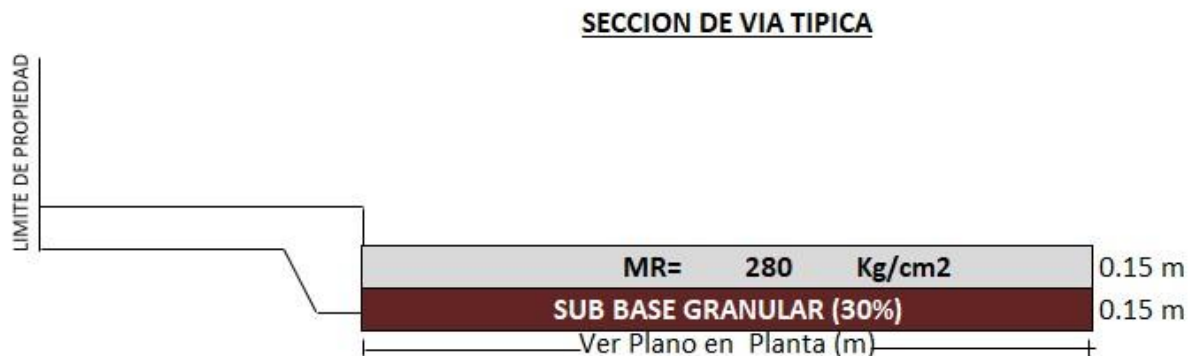 SECCION DE VIA TIPICA
LIMITE DE PROPIEDAD
MR= 280 Kg/cm2 0.15 m
SUB BASE GRANULAR (30%) 0.15 m
Ver Plano en Planta (m)